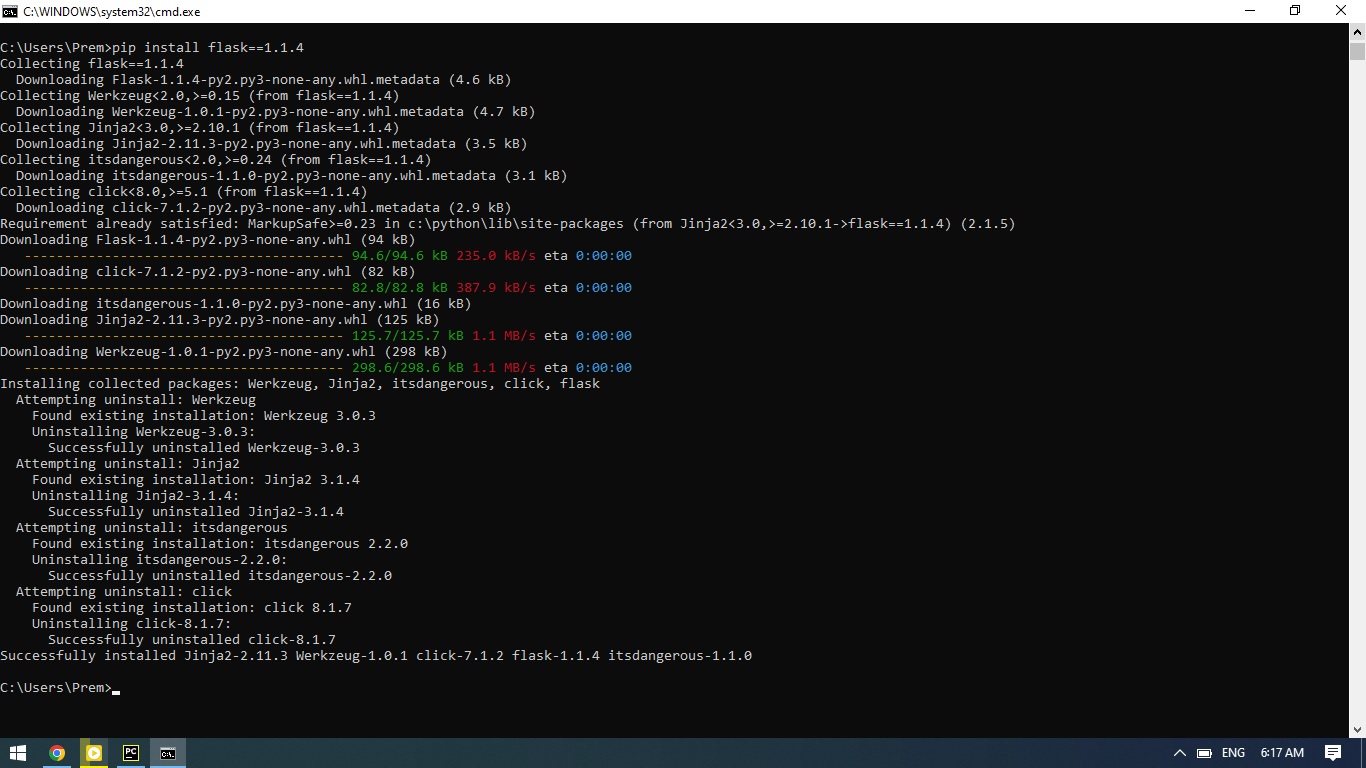 C:\WINDOWS\system32\cmd.exe
C:\Users\Prem>pip install flask==1.1.4
Collecting flask==1.1.4
  Downloading Flask-1.1.4-py2.py3-none-any.whl.metadata (4.6 kB)
Collecting Werkzeug<2.0,>=0.15 (from flask==1.1.4)
  Downloading Werkzeug-1.0.1-py2.py3-none-any.whl.metadata (4.7 kB)
Collecting Jinja2<3.0,>=2.10.1 (from flask==1.1.4)
  Downloading Jinja2-2.11.3-py2.py3-none-any.whl.metadata (3.5 kB)
Collecting itsdangerous<2.0,>=0.24 (from flask==1.1.4)
  Downloading itsdangerous-1.1.0-py2.py3-none-any.whl.metadata (3.1 kB)
Collecting click<8.0,>=5.1 (from flask==1.1.4)
  Downloading click-7.1.2-py2.py3-none-any.whl.metadata (2.9 kB)
Requirement already satisfied: MarkupSafe>=0.23 in c:\python\lib\site-packages (from Jinja2<3.0,>=2.10.1->flask==1.1.4) (2.1.5)
Downloading Flask-1.1.4-py2.py3-none-any.whl (94 kB)
   ---------------------------------------- 94.6/94.6 kB 235.0 kB/s eta 0:00:00
Downloading click-7.1.2-py2.py3-none-any.whl (82 kB)
   ---------------------------------------- 82.8/82.8 kB 387.9 kB/s eta 0:00:00
Downloading itsdangerous-1.1.0-py2.py3-none-any.whl (16 kB)
Downloading Jinja2-2.11.3-py2.py3-none-any.whl (125 kB)
   ---------------------------------------- 125.7/125.7 kB 1.1 MB/s eta 0:00:00
Downloading Werkzeug-1.0.1-py2.py3-none-any.whl (298 kB)
   ---------------------------------------- 298.6/298.6 kB 1.1 MB/s eta 0:00:00
Installing collected packages: Werkzeug, Jinja2, itsdangerous, click, flask
  Attempting uninstall: Werkzeug
    Found existing installation: Werkzeug 3.0.3
    Uninstalling Werkzeug-3.0.3:
      Successfully uninstalled Werkzeug-3.0.3
  Attempting uninstall: Jinja2
    Found existing installation: Jinja2 3.1.4
    Uninstalling Jinja2-3.1.4:
      Successfully uninstalled Jinja2-3.1.4
  Attempting uninstall: itsdangerous
    Found existing installation: itsdangerous 2.2.0
    Uninstalling itsdangerous-2.2.0:
      Successfully uninstalled itsdangerous-2.2.0
  Attempting uninstall: click
    Found existing installation: click 8.1.7
    Uninstalling click-8.1.7:
      Successfully uninstalled click-8.1.7
Successfully installed Jinja2-2.11.3 Werkzeug-1.0.1 click-7.1.2 flask-1.1.4 itsdangerous-1.1.0
C:\Users\Prem>
PC ENG 6:17 AM